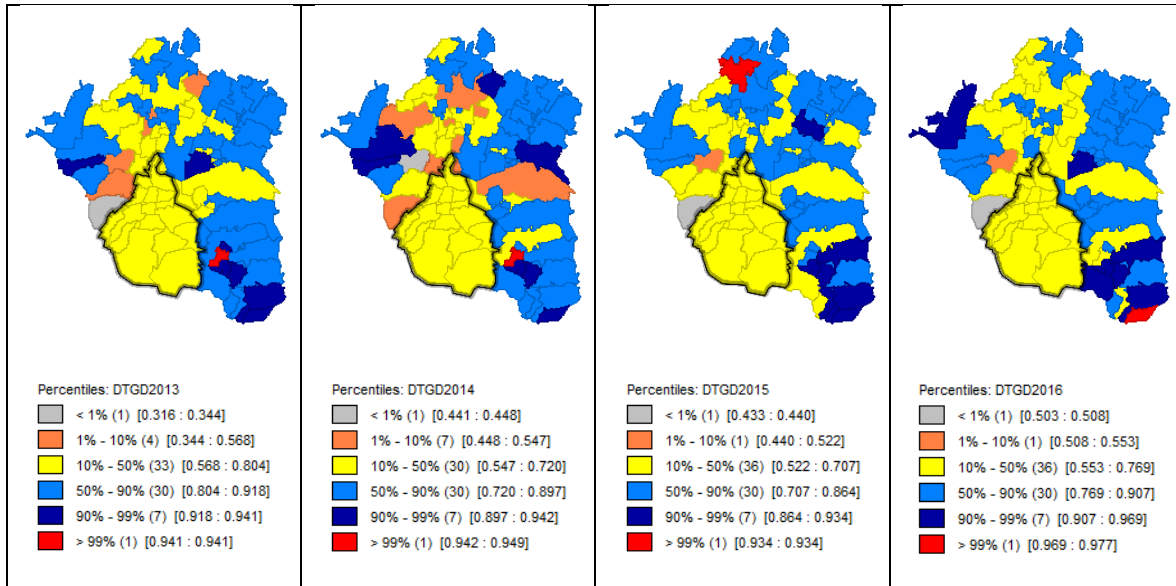 Percentiles: DTGD2013
< 1% (1) [0.316 : 0.344]
1% - 10% (4) [0.344 : 0.568]
10% - 50% (33) [0.568 : 0.804]
50% - 90% (30) [0.804 : 0.918]
90% - 99% (7) [0.918 : 0.941]
> 99% (1) [0.941 : 0.941]
Percentiles: DTGD2014
< 1% (1) [0.441 : 0.448]
1% - 10% (7) [0.448 : 0.547]
10% - 50% (30) [0.547 : 0.720]
50% - 90% (30) [0.720 : 0.897]
90% - 99% (7) [0.897 : 0.942]
> 99% (1) [0.942 : 0.949]
Percentiles: DTGD2015
< 1% (1) [0.433 : 0.440]
1% - 10% (1) [0.440 : 0.522]
10% - 50% (36) [0.522 : 0.707]
50% - 90% (30) [0.707 : 0.864]
90% - 99% (7) [0.864 : 0.934]
> 99% (1) [0.934 : 0.934]
Percentiles: DTGD2016
< 1% (1) [0.503 : 0.508]
1% - 10% (1) [0.508 : 0.553]
10% - 50% (36) [0.553 : 0.769]
50% - 90% (30) [0.769 : 0.907]
90% - 99% (7) [0.907 : 0.969]
> 99% (1) [0.969 : 0.977]